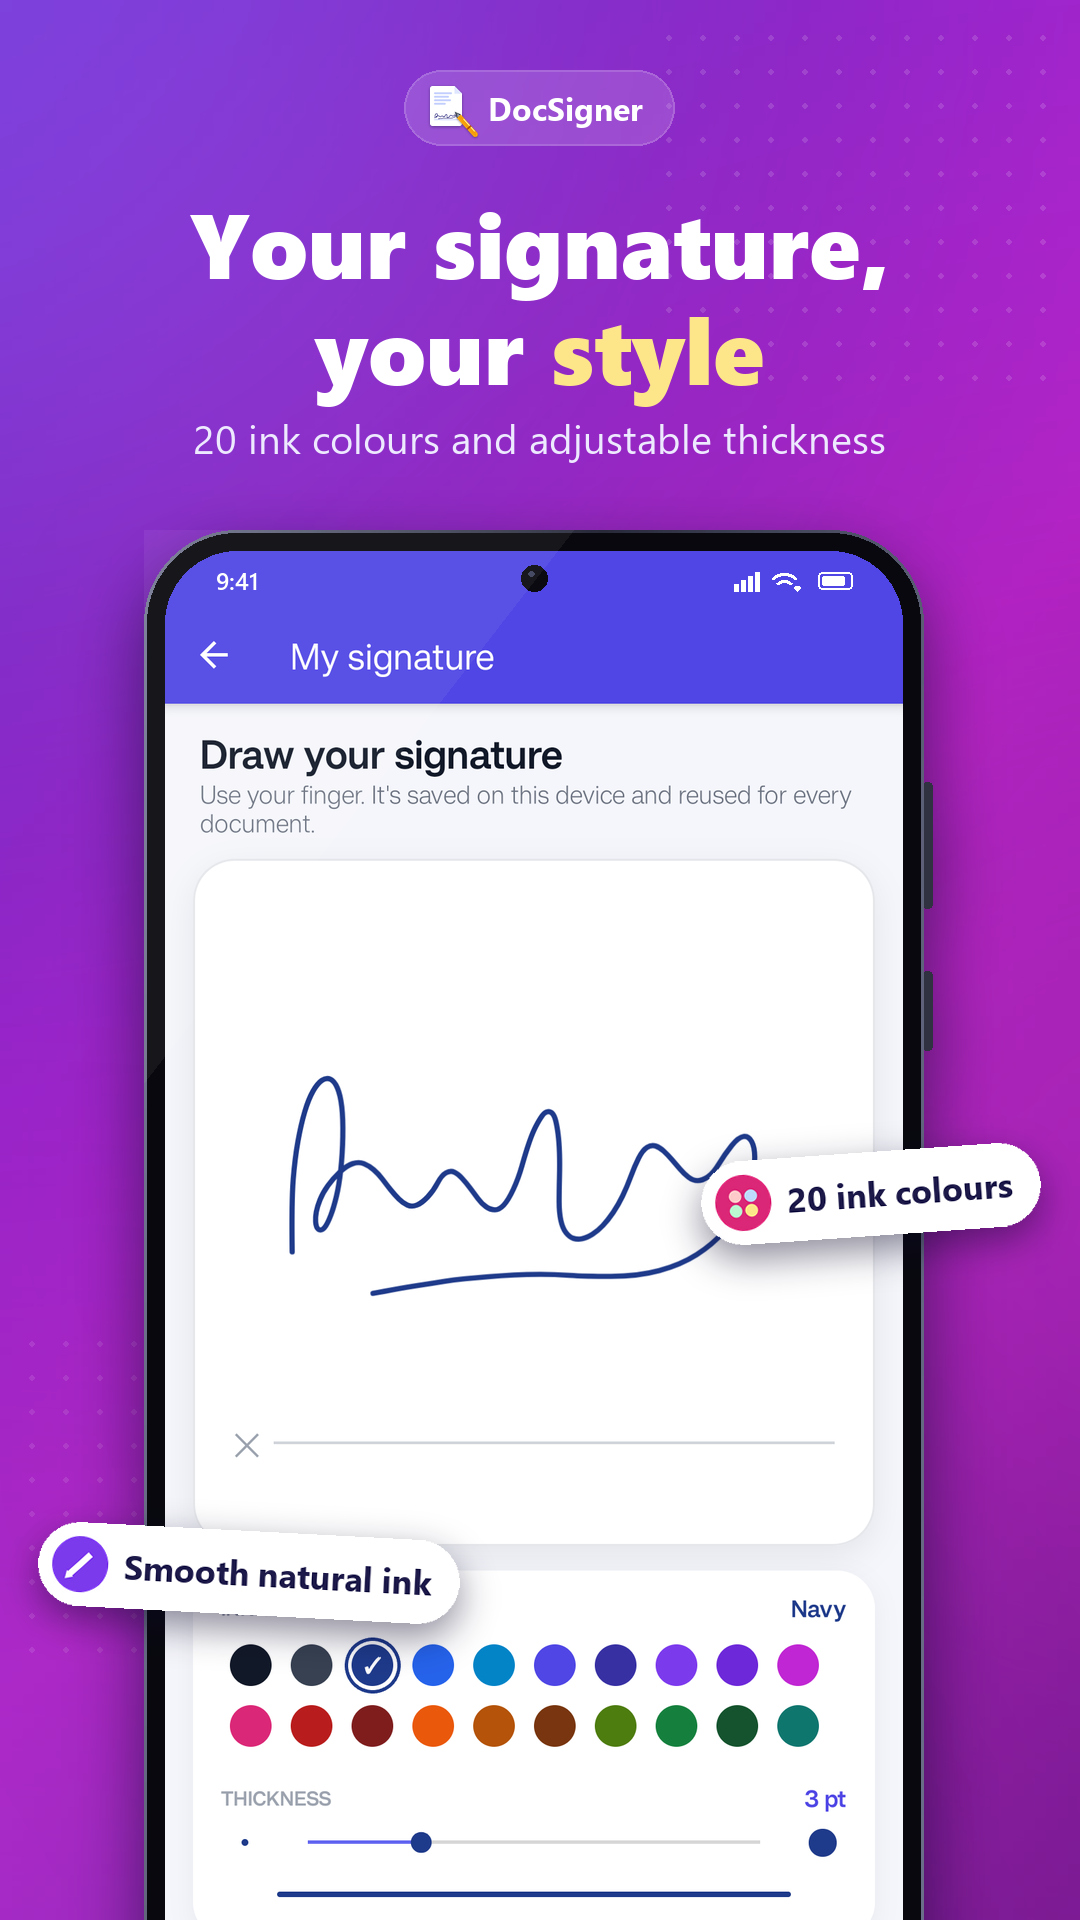 DocSigner
Your signature,
your style
20 ink colours and adjustable thickness
9:41
My signature
Draw your signature
Use your finger. It's saved on this device and reused for every
document.
20 ink colours
Smooth natural ink
Navy
THICKNESS
3 pt